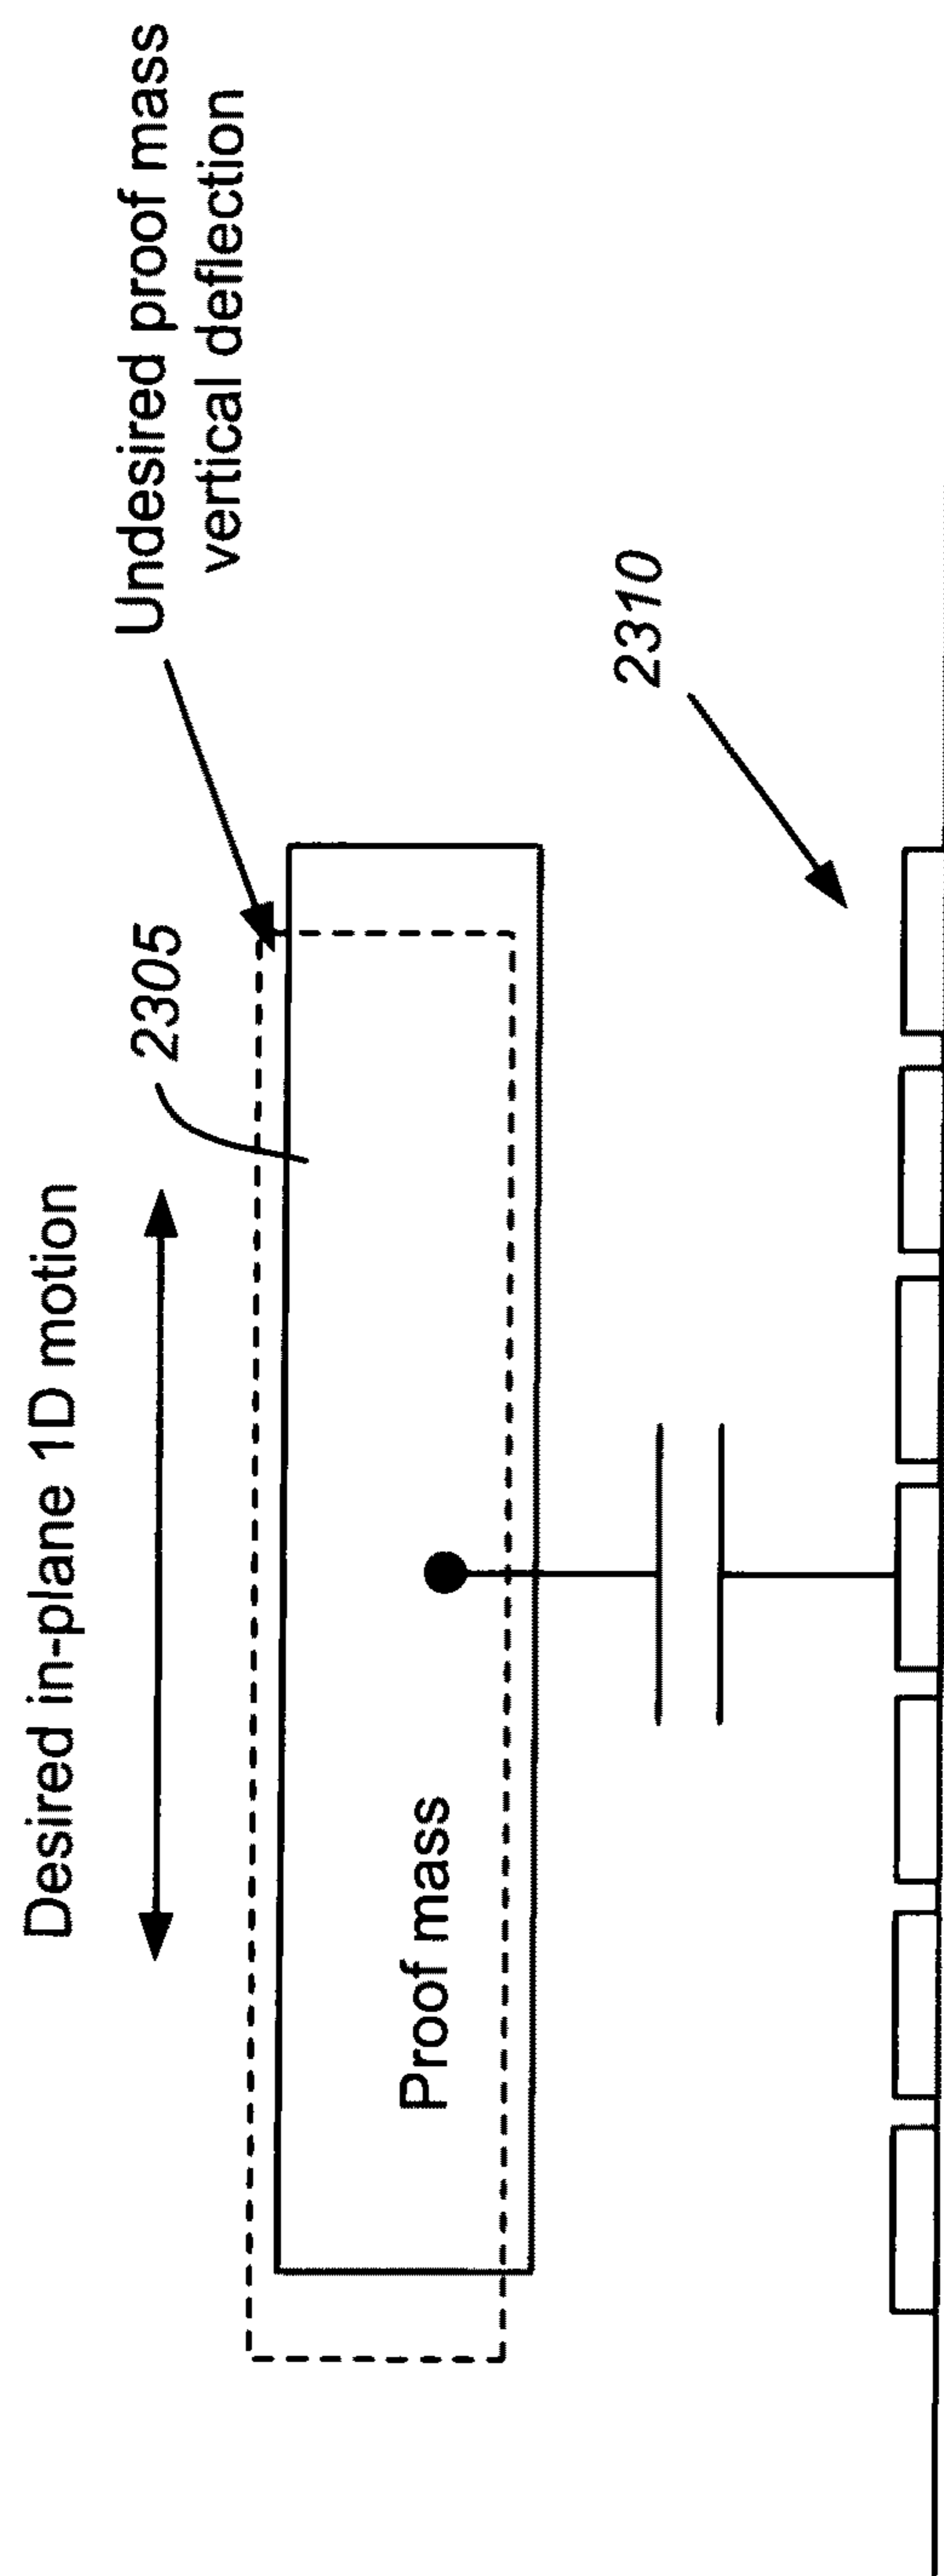 Desired in-plane 1D motion
Undesired proof mass
vertical deflection
2305
Proof mass
2310